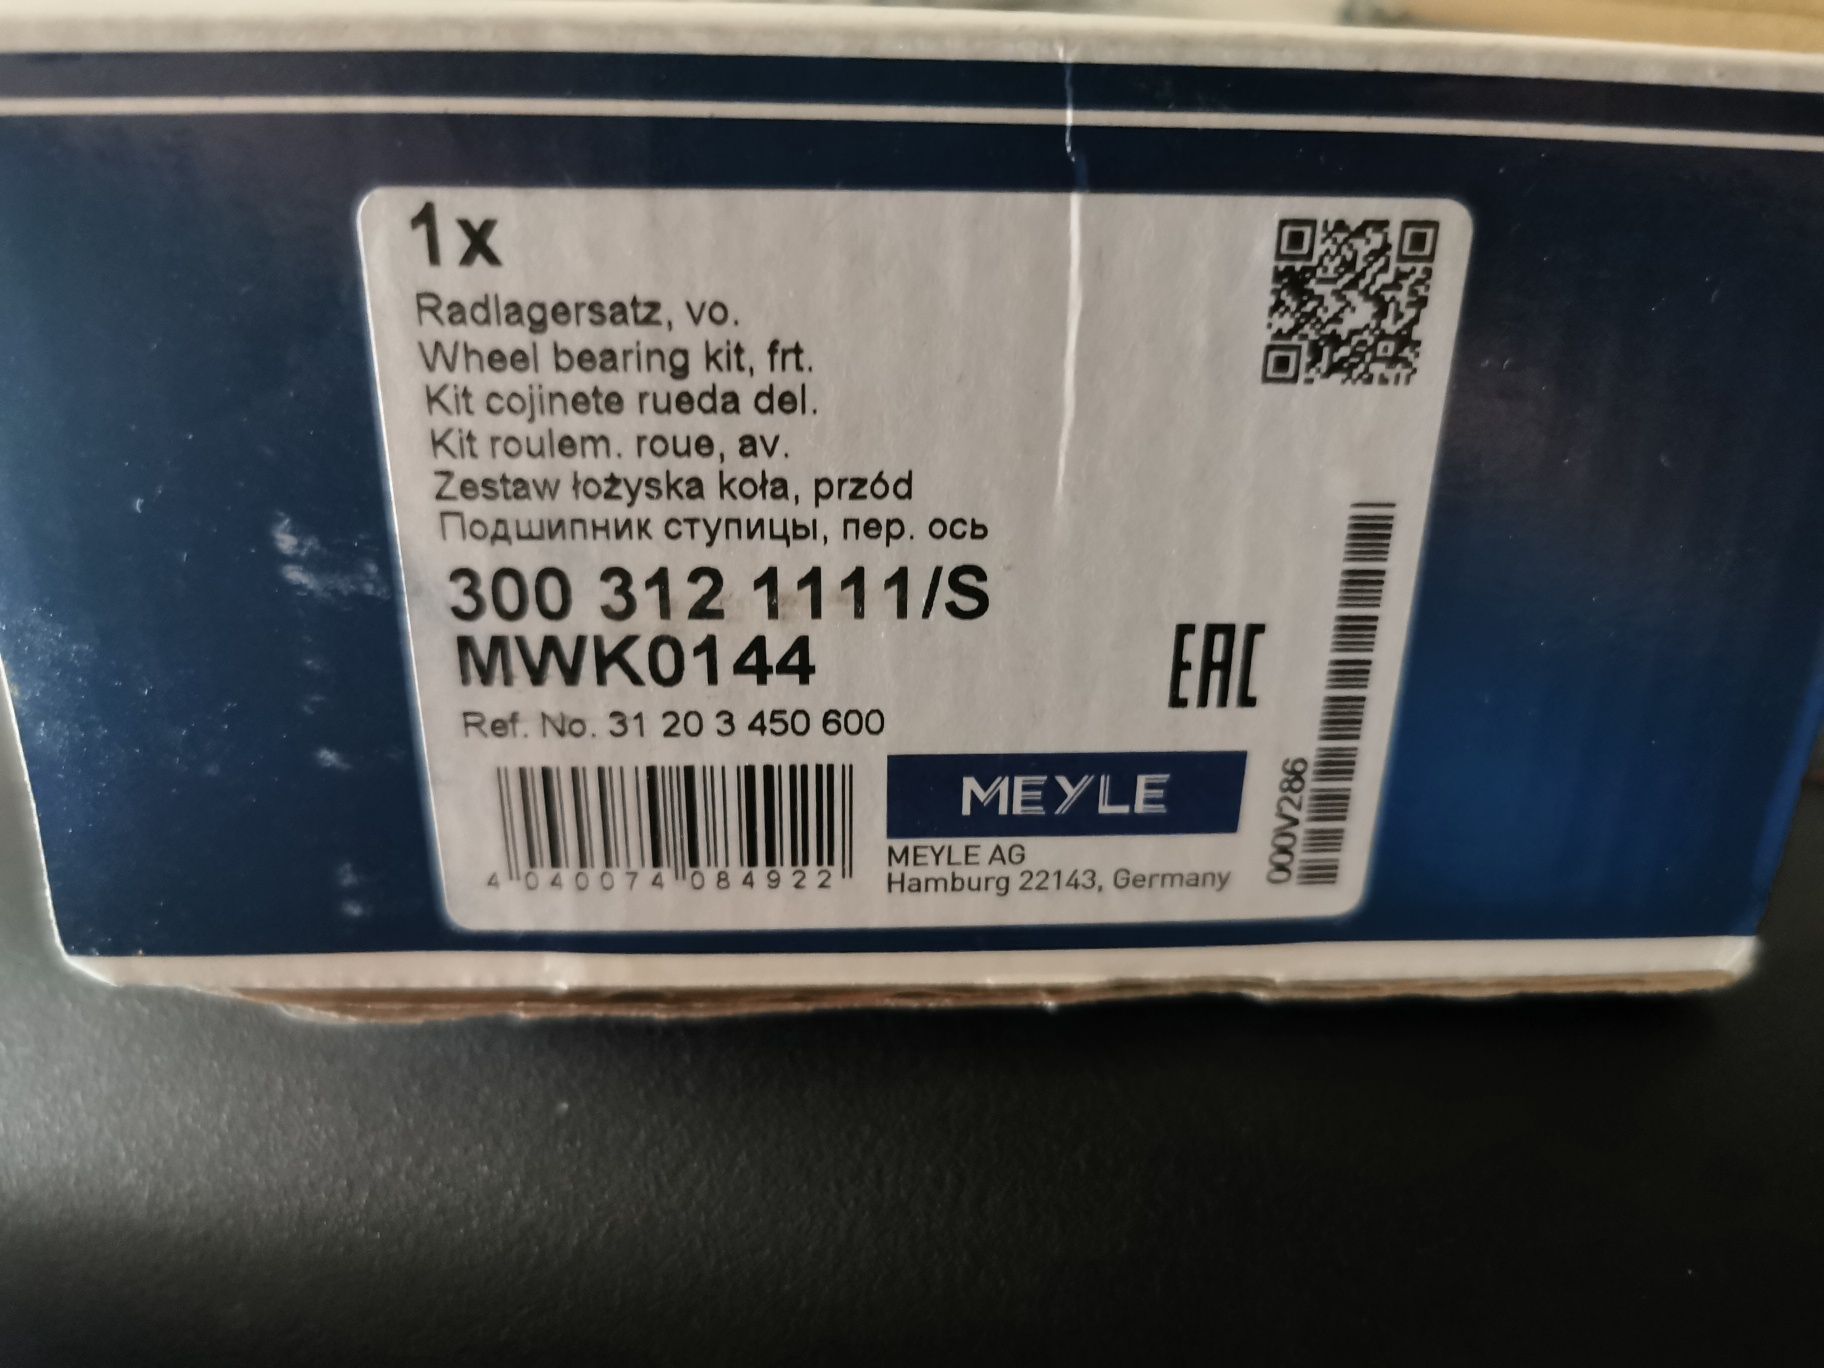 1x
Radlagersatz, vo.
Wheel bearing kit, frt.
Kit cojinete rueda del.
Kit roulem. roue, av.
Zestaw łożyska koła, przód
Подшипник ступицы, пер. ось
300 312 1111/S
MWK0144
Ref. No. 31 20 3 450 600
EAC
4 040074 084922
MEYLE
MEYLE AG
Hamburg 22143, Germany
000V286